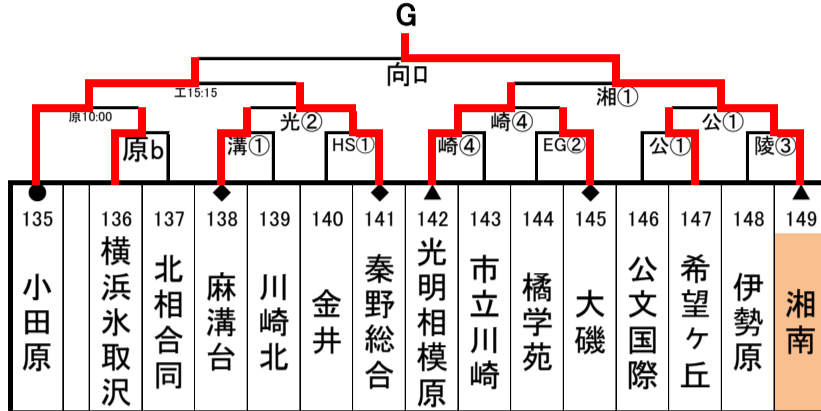 G
向ロ
エ15:15
湘①
原10:00
光②
崎④
公①
原b
溝①
HS①
崎④
EG②
公①
陵③
135
136
137
138
139
140
141
142
143
144
145
146
147
148
149
小田原
横浜氷取沢
北相合同
麻溝台
川崎北
金井
秦野総合
光明相模原
市立川崎
橘学苑
大磯
公文国際
希望ヶ丘
伊勢原
湘南